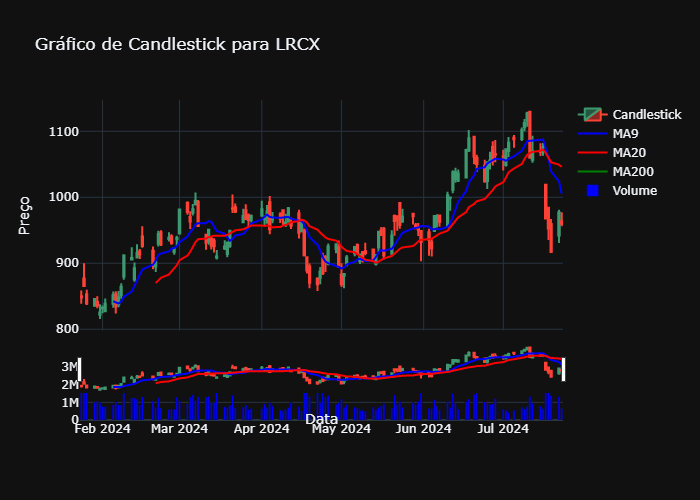 Gráfico de Candlestick para LRCX
Candlestick
MA9
MA20
MA200
Volume
Preço
1100
1000
900
800
3M
2M
1M
0
Data
Feb 2024
Mar 2024
Apr 2024
May 2024
Jun 2024
Jul 2024